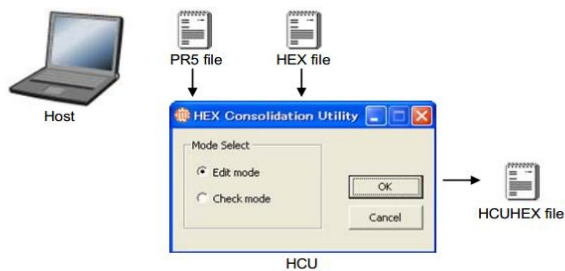 PR5 file
HEX file
Host
HEX Consolidation Utility
Mode Select
Edit mode
Check mode
OK
Cancel
HCUHEX file
HCU